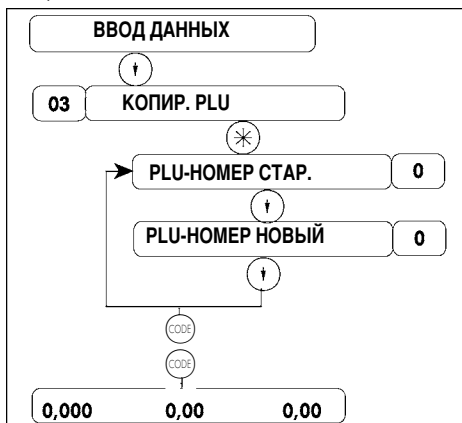 ВВОД ДАННЫХ
03 КОПИР. PLU
PLU-НОМЕР СТАР. 0
PLU-НОМЕР НОВЫЙ 0
CODE
CODE
0,000 0,00 0,00